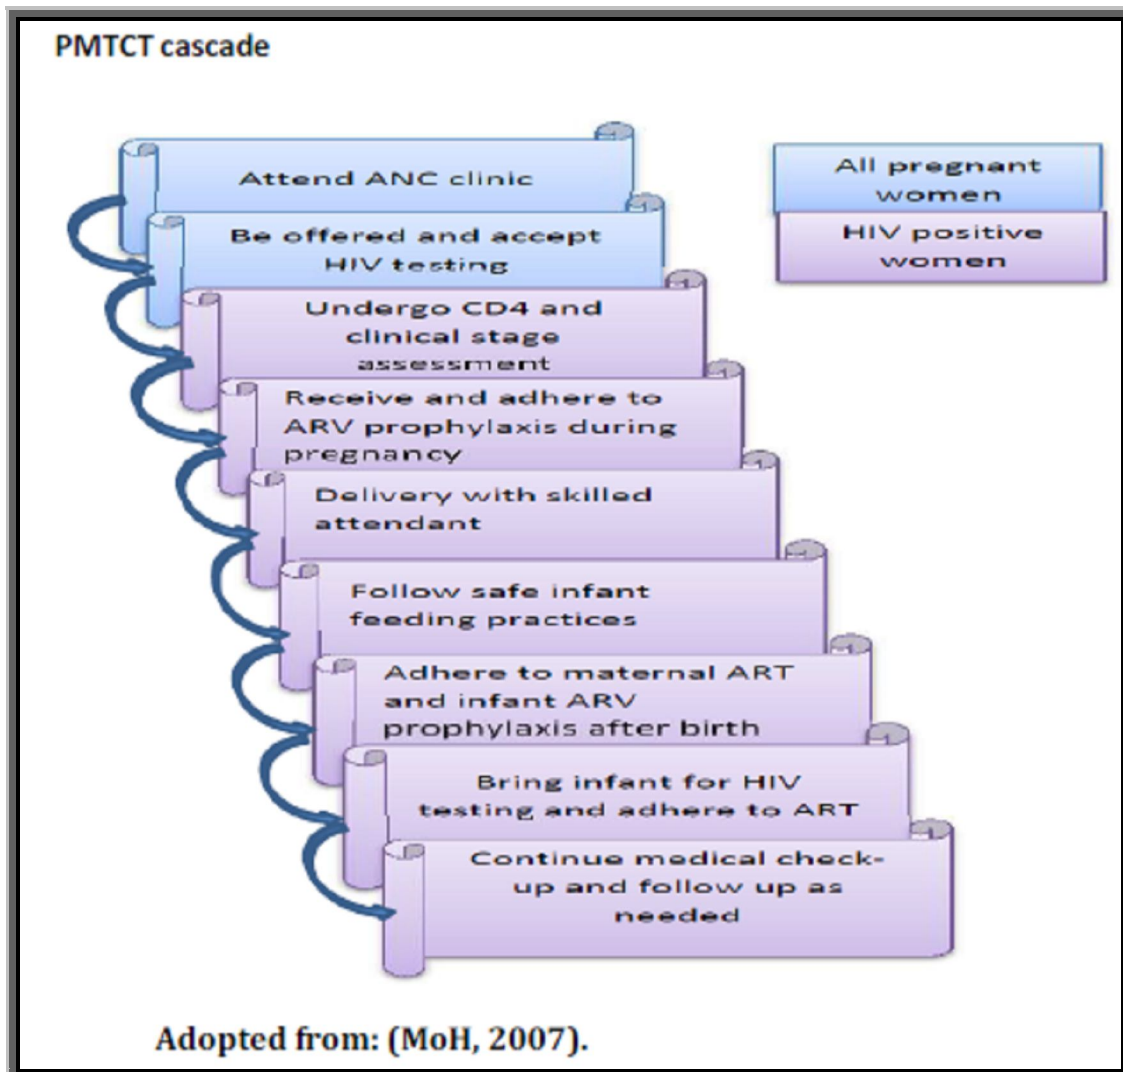 PMTCT cascade
Attend ANC clinic
Be offered and accept
HIV testing
Undergo CD4 and
clinical stage
assessment
Receive and adhere to
ARV prophylaxis during
pregnancy
Delivery with skilled
attendant
Follow safe infant
feeding practices
Adhere to maternal ART
and infant ARV
prophylaxis after birth
Bring infant for HIV
testing and adhere to ART
Continue medical check-
up and follow up as
needed
All pregnant
women
HIV positive
women
Adopted from: (MoH, 2007).